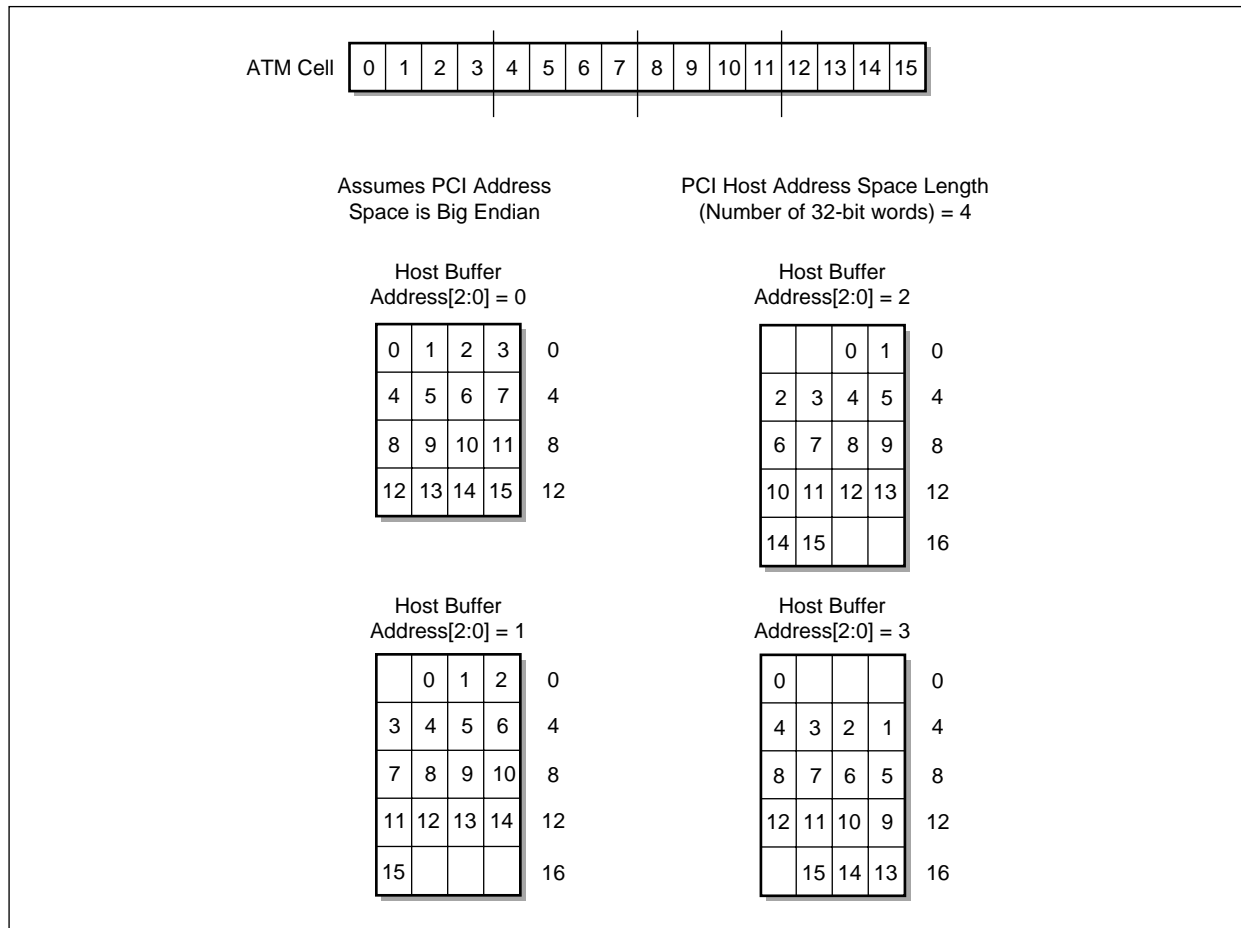 ATM Cell 0 1 2 3 4 5 6 7 8 9 10 11 12 13 14 15
Assumes PCI Address
Space is Big Endian
PCI Host Address Space Length
(Number of 32-bit words) = 4
Host Buffer
Address[2:0] = 0
0 1 2 3 0
4 5 6 7 4
8 9 10 11 8
12 13 14 15 12
Host Buffer
Address[2:0] = 2
0 1 0
2 3 4 5 4
6 7 8 9 8
10 11 12 13 12
14 15 16
Host Buffer
Address[2:0] = 1
0 1 2 0
3 4 5 6 4
7 8 9 10 8
11 12 13 14 12
15 16
Host Buffer
Address[2:0] = 3
0 0
4 3 2 1 4
8 7 6 5 8
12 11 10 9 12
15 14 13 16